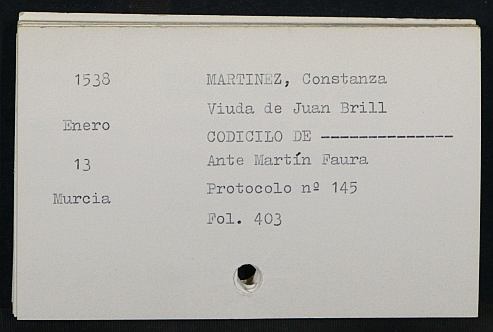 1538
Enero
13
Murcia
MARTINEZ, Constanza
Viuda de Juan Brill
CODICILO DE --------------
Ante Martín Faura
Protocolo nº 145
Fol. 403